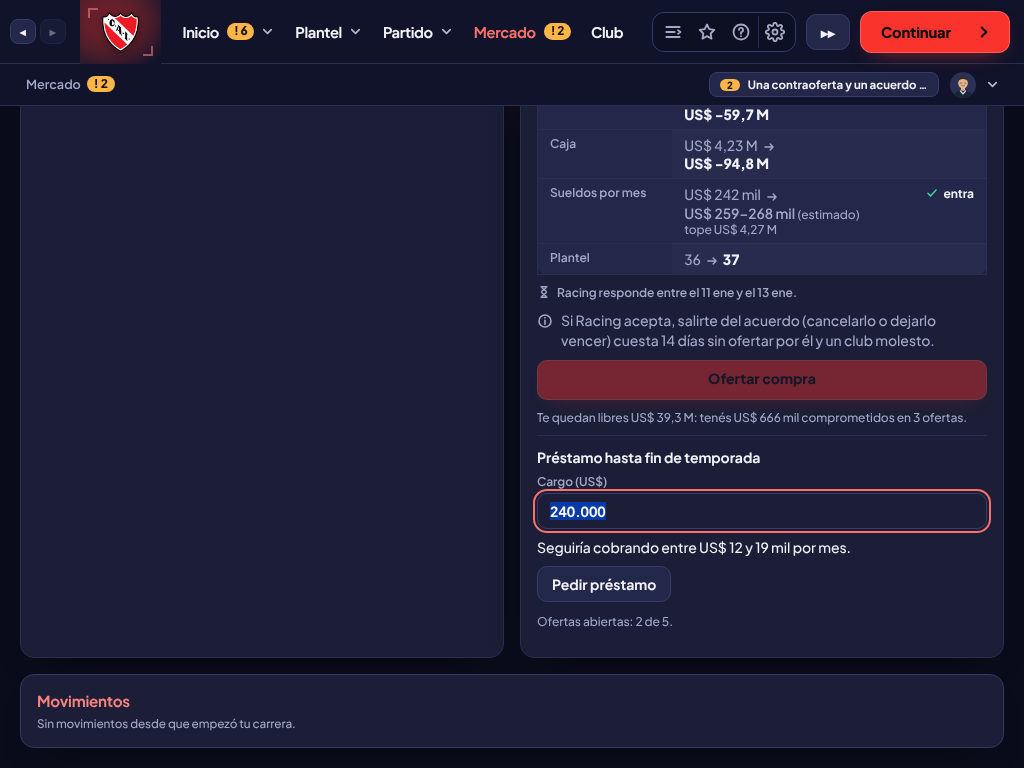 Inicio
! 6
Plantel
Partido
Mercado
! 2
Club
Continuar
Mercado
! 2
2
Una contraoferta y un acuerdo ...
US$ -59,7 M
Caja
US$ 4,23 M →
US$ -94,8 M
Sueldos por mes
US$ 242 mil →
US$ 259–268 mil (estimado)
tope US$ 4,27 M
entra
Plantel
36 → 37
Racing responde entre el 11 ene y el 13 ene.
Si Racing acepta, salirte del acuerdo (cancelarlo o dejarlo
vencer) cuesta 14 días sin ofertar por él y un club molesto.
Ofertar compra
Te quedan libres US$ 39,3 M: tenés US$ 666 mil comprometidos en 3 ofertas.
Préstamo hasta fin de temporada
Cargo (US$)
240.000
Seguiría cobrando entre US$ 12 y 19 mil por mes.
Pedir préstamo
Ofertas abiertas: 2 de 5.
Movimientos
Sin movimientos desde que empezó tu carrera.